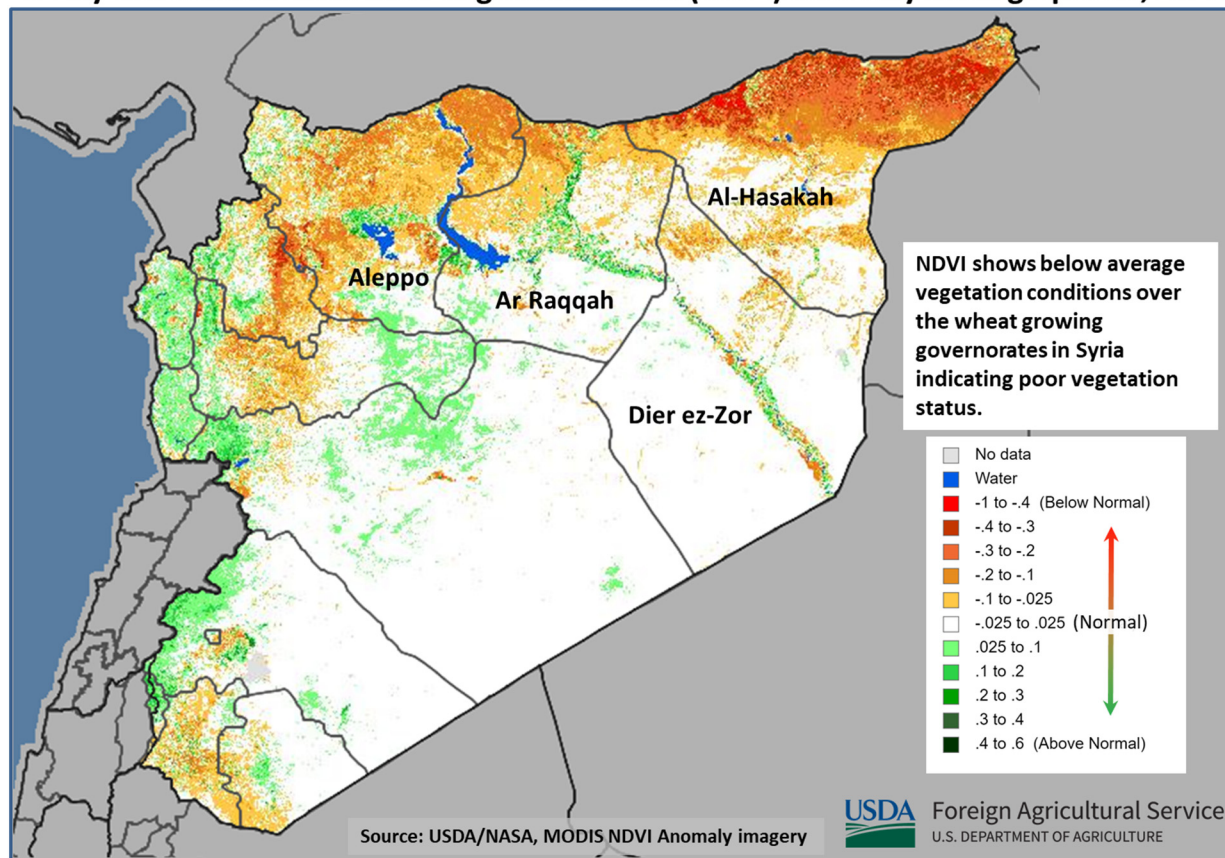 Al-Hasakah
Aleppo
Ar Raqqah
Dier ez-Zor
NDVI shows below average
vegetation conditions over
the wheat growing
governorates in Syria
indicating poor vegetation
status.
No data
Water
-1 to -.4 (Below Normal)
-.4 to -.3
-.3 to -.2
-.2 to -.1
-.1 to -.025
-.025 to .025 (Normal)
.025 to .1
.1 to .2
.2 to .3
.3 to .4
.4 to .6 (Above Normal)
Source: USDA/NASA, MODIS NDVI Anomaly imagery
USDA Foreign Agricultural Service
U.S. DEPARTMENT OF AGRICULTURE